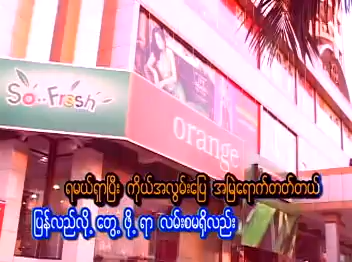 So..Fresh
orange
ရမယ်ရှာပြီး ကိုယ်အလွမ်းပြေ အမြဲရောက်တတ်တယ်
ပြန်လည်လို့ တွေ့ ဖို့ ရာ လမ်းစမရှိလည်း